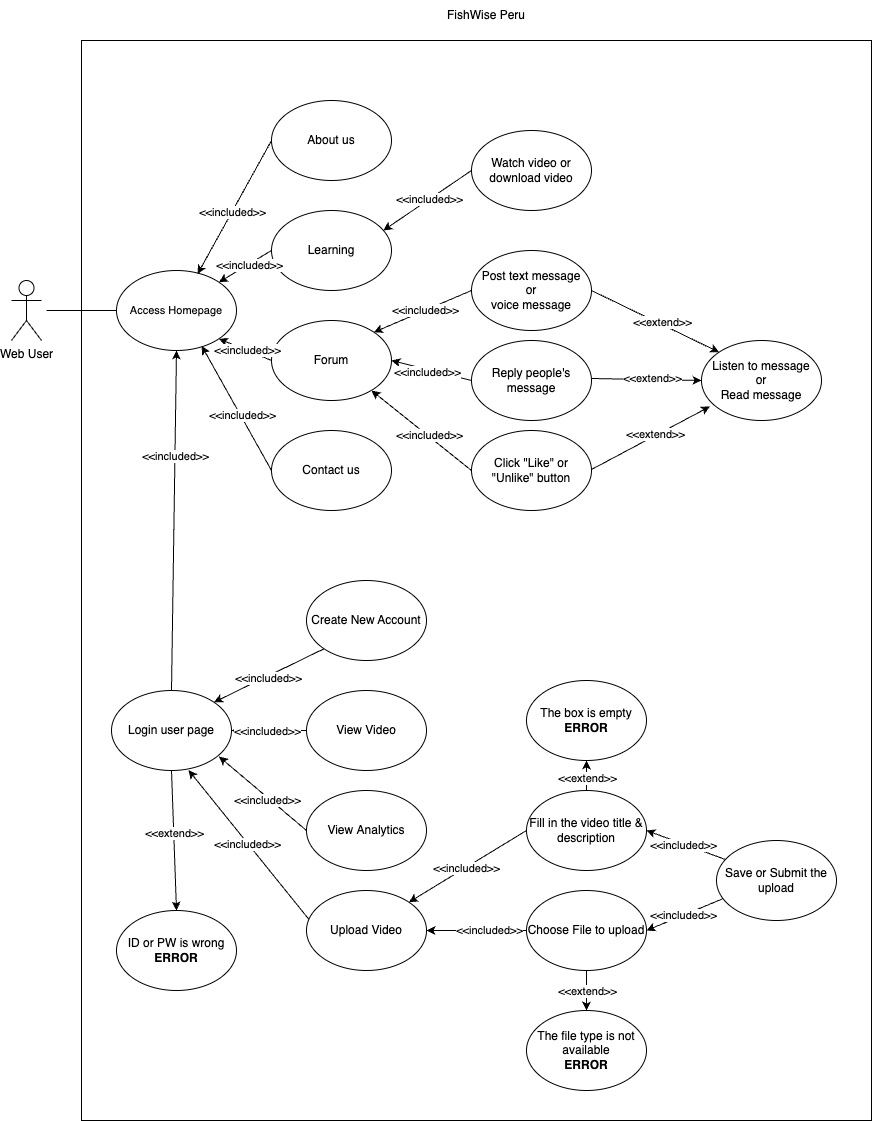 FishWise Peru
About us
Watch video or
download video
<<included>>
<<included>>
Learning
<<included>>
Post text message
or
voice message
Access Homepage
<<included>>
<<extend>>
Web User
<<included>>
Forum
<<included>>
Reply people's
message
<<extend>>
Listen to message
or
Read message
<<included>>
<<included>>
<<extend>>
Contact us
Click "Like" or
"Unlike" button
<<included>>
Create New Account
<<included>>
Login user page
<<included>>
View Video
The box is empty
ERROR
<<extend>>
<<included>>
View Analytics
Fill in the video title &
description
<<extend>>
<<included>>
<<included>>
<<included>>
Save or Submit the
upload
<<included>>
ID or PW is wrong
ERROR
Upload Video
<<included>>
Choose File to upload
<<extend>>
The file type is not
available
ERROR